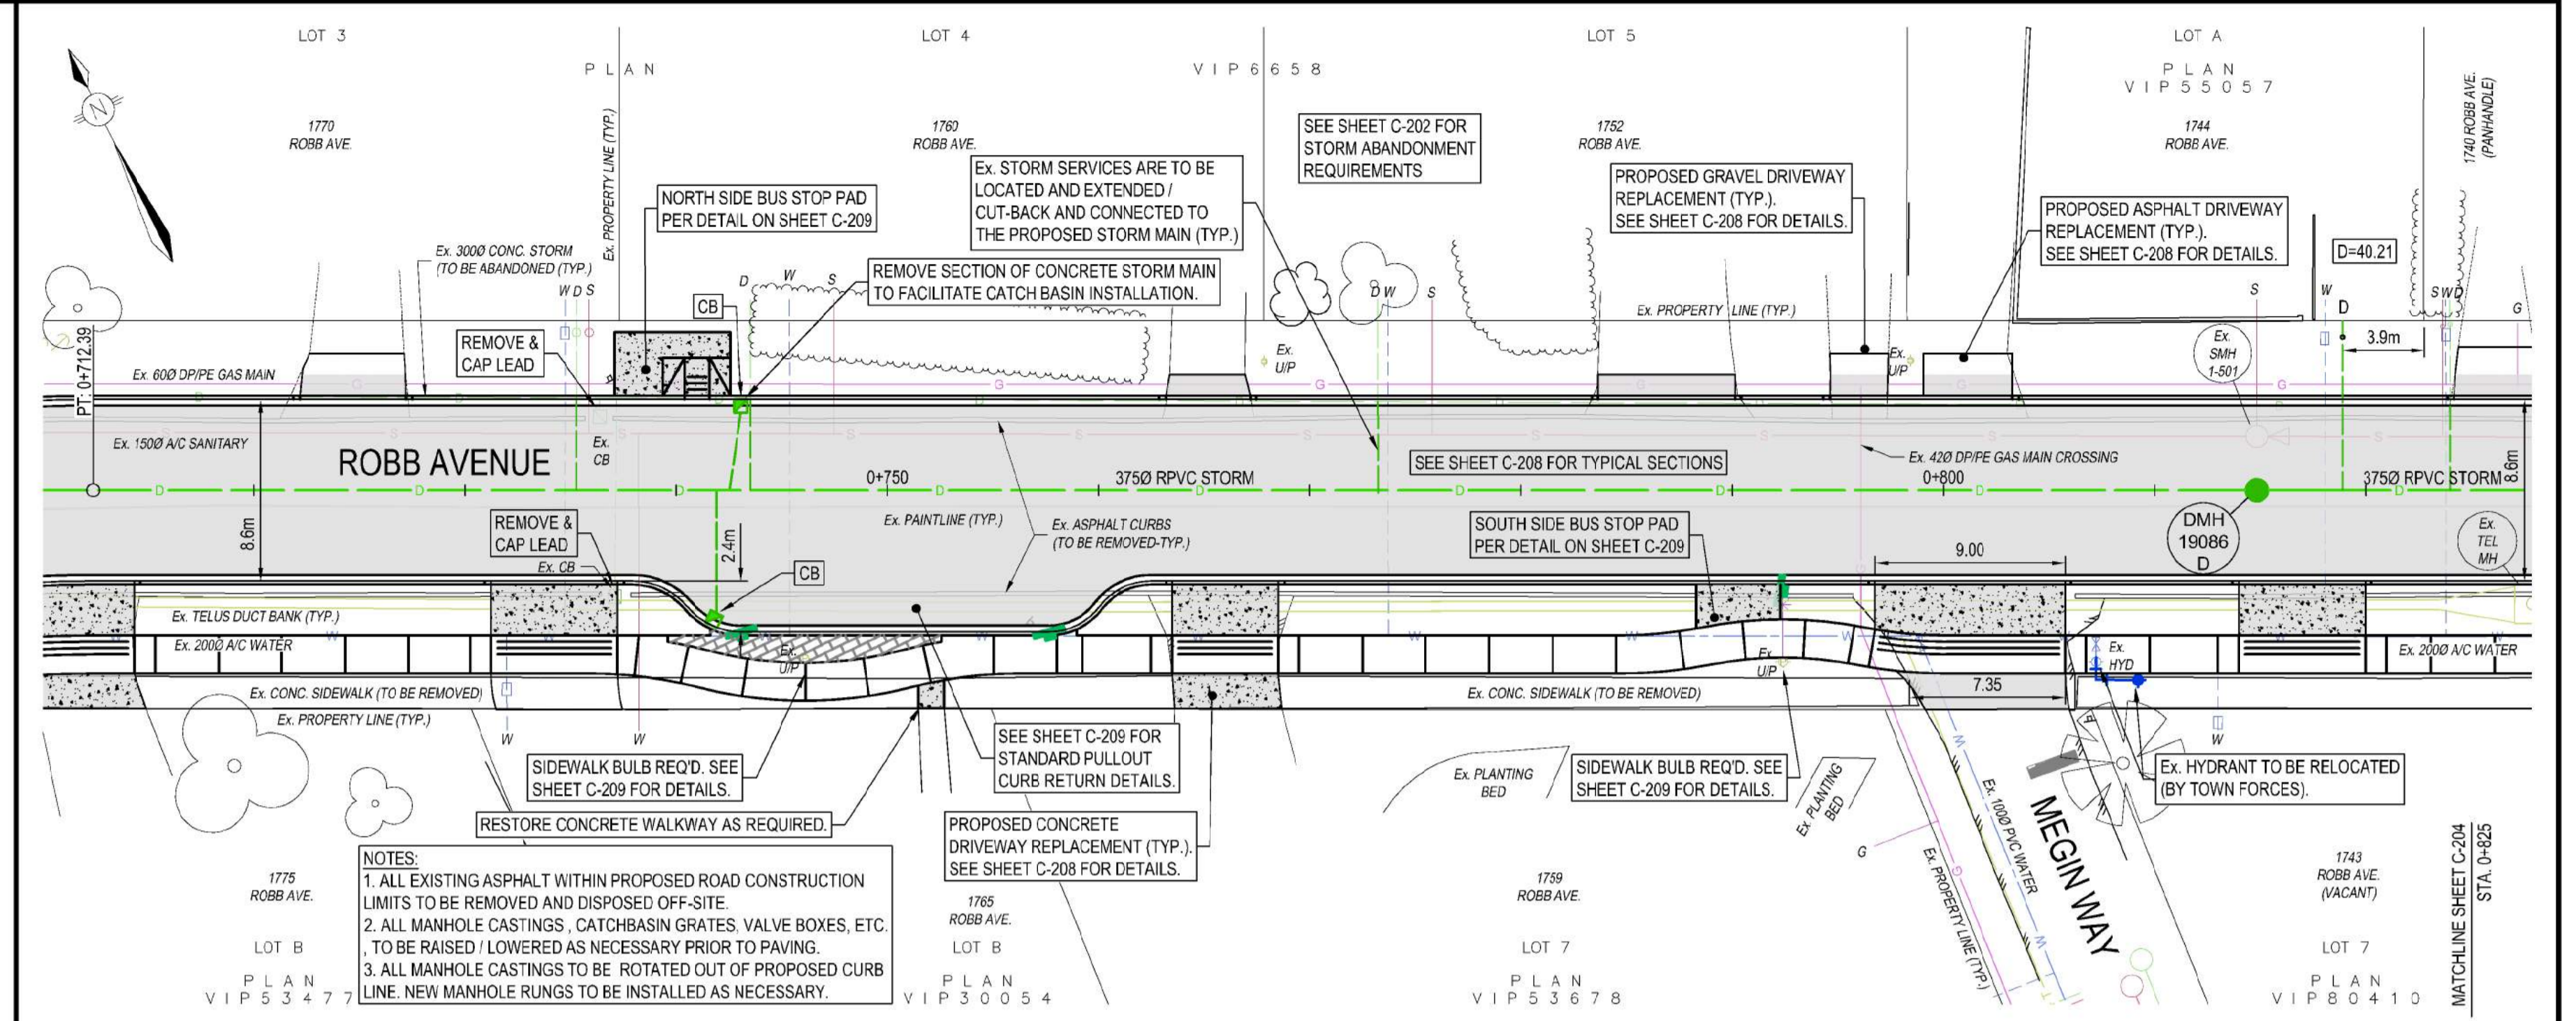 LOT 3
LOT 4
LOT 5
LOT A
PLAN
VIP6658
PLAN
VIP55057
N
1770
ROBB AVE.
Ex. PROPERTY LINE (TYP.)
1760
ROBB AVE.
SEE SHEET C-202 FOR
STORM ABANDONMENT
REQUIREMENTS
1752
ROBB AVE.
1744
ROBB AVE.
1740 ROBB AVE.
(PANHANDLE)
NORTH SIDE BUS STOP PAD
PER DETAIL ON SHEET C-209
Ex. STORM SERVICES ARE TO BE
LOCATED AND EXTENDED /
CUT-BACK AND CONNECTED TO
THE PROPOSED STORM MAIN (TYP.)
PROPOSED GRAVEL DRIVEWAY
REPLACEMENT (TYP.).
SEE SHEET C-208 FOR DETAILS.
PROPOSED ASPHALT DRIVEWAY
REPLACEMENT (TYP.).
SEE SHEET C-208 FOR DETAILS.
D=40.21
Ex. 300Ø CONC. STORM
(TO BE ABANDONED (TYP.)
REMOVE SECTION OF CONCRETE STORM MAIN
TO FACILITATE CATCH BASIN INSTALLATION.
W D S
D W S
D W S
S W D S W D G
CB
PT: 0+712.39
REMOVE &
CAP LEAD
Ex. PROPERTY LINE (TYP.)
3.9m
Ex.
U/P
Ex.
U/P
Ex.
SMH
1-501
Ex. 60Ø DP/PE GAS MAIN
Ex. 150Ø A/C SANITARY
Ex.
CB
ROBB AVENUE
SEE SHEET C-208 FOR TYPICAL SECTIONS
Ex. 42Ø DP/PE GAS MAIN CROSSING
0+750
375Ø RPVC STORM
0+800
375Ø RPVC STORM
8.6m
8.6m
REMOVE &
CAP LEAD
Ex. CB
2.4m
Ex. PAINTLINE (TYP.)
Ex. ASPHALT CURBS
(TO BE REMOVED-TYP.)
SOUTH SIDE BUS STOP PAD
PER DETAIL ON SHEET C-209
9.00
DMH
19086
D
Ex.
TEL
MH
CB
Ex. TELUS DUCT BANK (TYP.)
Ex. 200Ø A/C WATER
Ex.
U/P
Ex.
U/P
Ex.
HYD
Ex. 200Ø A/C WATER
Ex. CONC. SIDEWALK (TO BE REMOVED)
Ex. CONC. SIDEWALK (TO BE REMOVED)
7.35
Ex. PROPERTY LINE (TYP.)
W
W
W
SIDEWALK BULB REQ'D. SEE
SHEET C-209 FOR DETAILS.
SEE SHEET C-209 FOR
STANDARD PULLOUT
CURB RETURN DETAILS.
Ex. PLANTING
BED
SIDEWALK BULB REQ'D. SEE
SHEET C-209 FOR DETAILS.
Ex. PLANTING
BED
Ex. 100Ø PVC WATER
Ex. HYDRANT TO BE RELOCATED
(BY TOWN FORCES).
RESTORE CONCRETE WALKWAY AS REQUIRED.
PROPOSED CONCRETE
DRIVEWAY REPLACEMENT (TYP.).
SEE SHEET C-208 FOR DETAILS.
G
Ex. PROPERTY LINE (TYP.)
MEGIN WAY
MATCHLINE SHEET C-204
STA. 0+825
NOTES:
1. ALL EXISTING ASPHALT WITHIN PROPOSED ROAD CONSTRUCTION
LIMITS TO BE REMOVED AND DISPOSED OFF-SITE.
2. ALL MANHOLE CASTINGS , CATCHBASIN GRATES, VALVE BOXES, ETC.
, TO BE RAISED / LOWERED AS NECESSARY PRIOR TO PAVING.
3. ALL MANHOLE CASTINGS TO BE ROTATED OUT OF PROPOSED CURB
LINE. NEW MANHOLE RUNGS TO BE INSTALLED AS NECESSARY.
1775
ROBB AVE.
LOT B
PLAN
VIP53477
1765
ROBB AVE.
LOT B
PLAN
VIP30054
1759
ROBB AVE.
LOT 7
PLAN
VIP53678
1743
ROBB AVE.
(VACANT)
LOT 7
PLAN
VIP80410